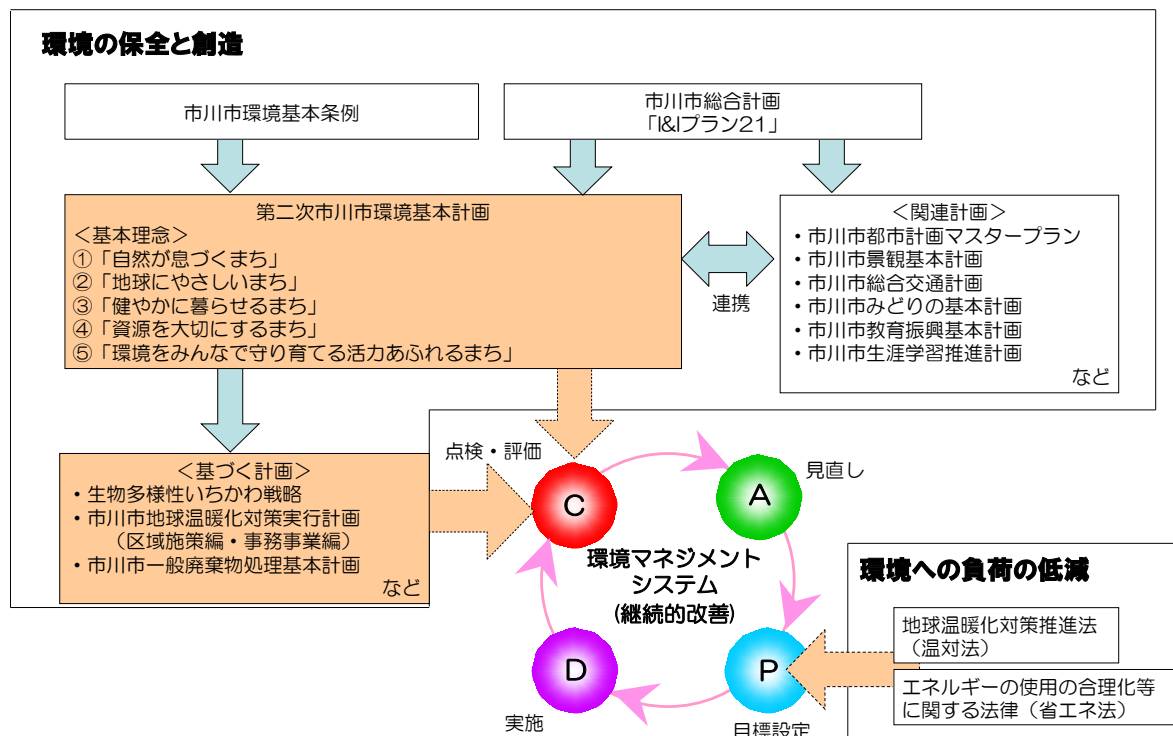 環境の保全と創造
市川市環境基本条例
市川市総合計画
「I&Iプラン21」
第二次市川市環境基本計画
＜基本理念＞
①「自然が息づくまち」
②「地球にやさしいまち」
③「健やかに暮らせるまち」
④「資源を大切にするまち」
⑤「環境をみんなで守り育てる活力あふれるまち」
連携
＜関連計画＞
・市川市都市計画マスタープラン
・市川市景観基本計画
・市川市総合交通計画
・市川市みどりの基本計画
・市川市教育振興基本計画
・市川市生涯学習推進計画
など
＜基づく計画＞
・生物多様性いちかわ戦略
・市川市地球温暖化対策実行計画
（区域施策編・事務事業編）
・市川市一般廃棄物処理基本計画
など
点検・評価
C
A
見直し
環境マネジメント
システム
(継続的改善)
D
実施
P
目標設定
環境への負荷の低減
地球温暖化対策推進法
（温対法）
エネルギーの使用の合理化等
に関する法律（省エネ法）